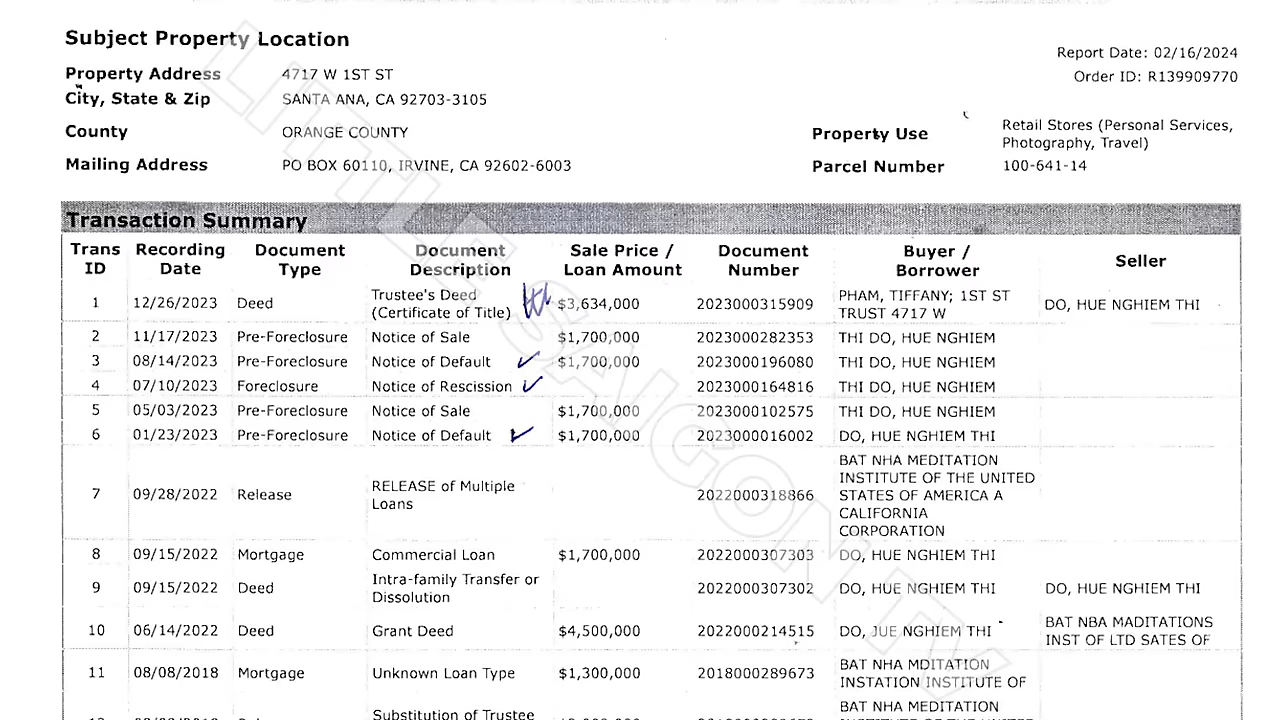 Subject Property Location
Report Date: 02/16/2024
Property Address 4717 W 1ST ST
Order ID: R139909770
City, State & Zip SANTA ANA, CA 92703-3105
County ORANGE COUNTY
Property Use Retail Stores (Personal Services,
Photography, Travel)
Mailing Address PO BOX 60110, IRVINE, CA 92602-6003
Parcel Number 100-641-14
Transaction Summary
Trans Recording Document Document Sale Price / Document Buyer /
ID Date Type Description Loan Amount Number Borrower Seller
1 12/26/2023 Deed Trustee's Deed $3,634,000 2023000315909 PHAM, TIFFANY; 1ST ST DO, HUE NGHIEM THI
(Certificate of Title) TRUST 4717 W
2 11/17/2023 Pre-Foreclosure Notice of Sale $1,700,000 2023000282353 THI DO, HUE NGHIEM
3 08/14/2023 Pre-Foreclosure Notice of Default $1,700,000 2023000196080 THI DO, HUE NGHIEM
4 07/10/2023 Foreclosure Notice of Rescission 2023000164816 THI DO, HUE NGHIEM
5 05/03/2023 Pre-Foreclosure Notice of Sale $1,700,000 2023000102575 THI DO, HUE NGHIEM
6 01/23/2023 Pre-Foreclosure Notice of Default $1,700,000 2023000016002 DO, HUE NGHIEM THI
BAT NHA MEDITATION
INSTITUTE OF THE UNITED
7 09/28/2022 Release RELEASE of Multiple 2022000318866 STATES OF AMERICA A
Loans CALIFORNIA
CORPORATION
8 09/15/2022 Mortgage Commercial Loan $1,700,000 2022000307303 DO, HUE NGHIEM THI
9 09/15/2022 Deed Intra-family Transfer or 2022000307302 DO, HUE NGHIEM THI DO, HUE NGHIEM THI
Dissolution
10 06/14/2022 Deed Grant Deed $4,500,000 2022000214515 DO, JUE NGHIEM THI BAT NBA MADITATIONS
INST OF LTD SATES OF
11 08/08/2018 Mortgage Unknown Loan Type $1,300,000 2018000289673 BAT NHA MDITATION
INSTATION INSTITUTE OF
Substitution of Trustee BAT NHA MEDITATION
LITTLE SAIGON TV